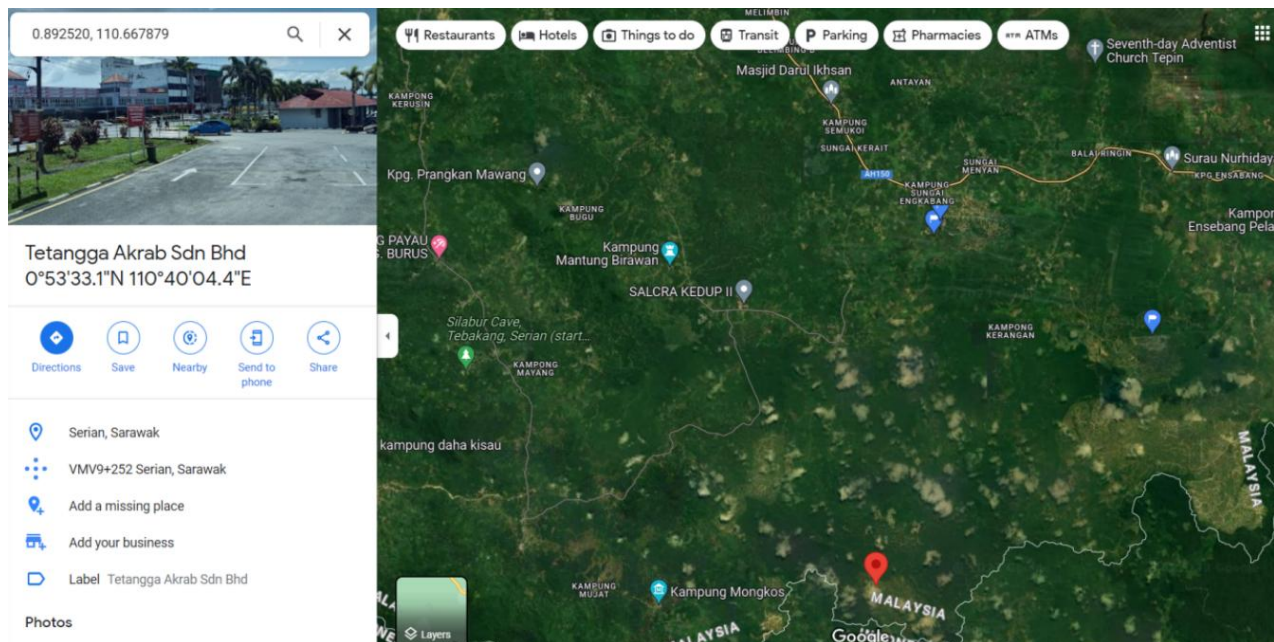 0.892520, 110.667879
Restaurants
Hotels
Things to do
Transit
Parking
Pharmacies
ATMs
MELIMBIN
Seventh-day Adventist
Church Tepin
Masjid Darul Ikhsan
ANTAYAN
KAMPUNG
KERUSIN
KAMPUNG
SEMUKOI
SUNGAI KERAIT
AH150
SUNGAI
MENYAN
BALAI RINGIN
Surau Nurhiday
KPG ENSABANG
Kpg. Prangkan Mawang
KAMPUNG
SUNGAI
ENGKABANG
KAMPUNG
BUGU
Kampon
Ensebang Pela
G PAYAU
. BURUS
Kampung
Mantung Birawan
SALCRA KEDUP II
Silabur Cave,
Tebakang, Serian (start...
KAMPONG
MAYANG
KAMPONG
KERANGAN
kampung daha kisau
MALAYSIA
KAMPUNG
MUJAT
Kampung Mongkos
MALAYSIA
MALAYSIA
Google
Layers
Tetangga Akrab Sdn Bhd
0°53'33.1"N 110°40'04.4"E
Directions
Save
Nearby
Send to
phone
Share
Serian, Sarawak
VMV9+252 Serian, Sarawak
Add a missing place
Add your business
Label Tetangga Akrab Sdn Bhd
Photos